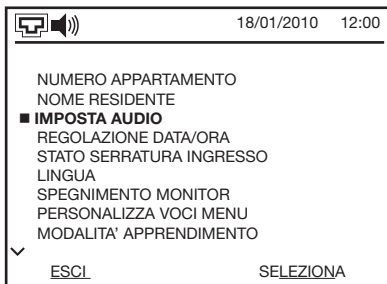 18/01/2010 12:00
NUMERO APPARTAMENTO
NOME RESIDENTE
IMPOSTA AUDIO
REGOLAZIONE DATA/ORA
STATO SERRATURA INGRESSO
LINGUA
SPEGNIMENTO MONITOR
PERSONALIZZA VOCI MENU
MODALITA’ APPRENDIMENTO
ESCI SELEZIONA